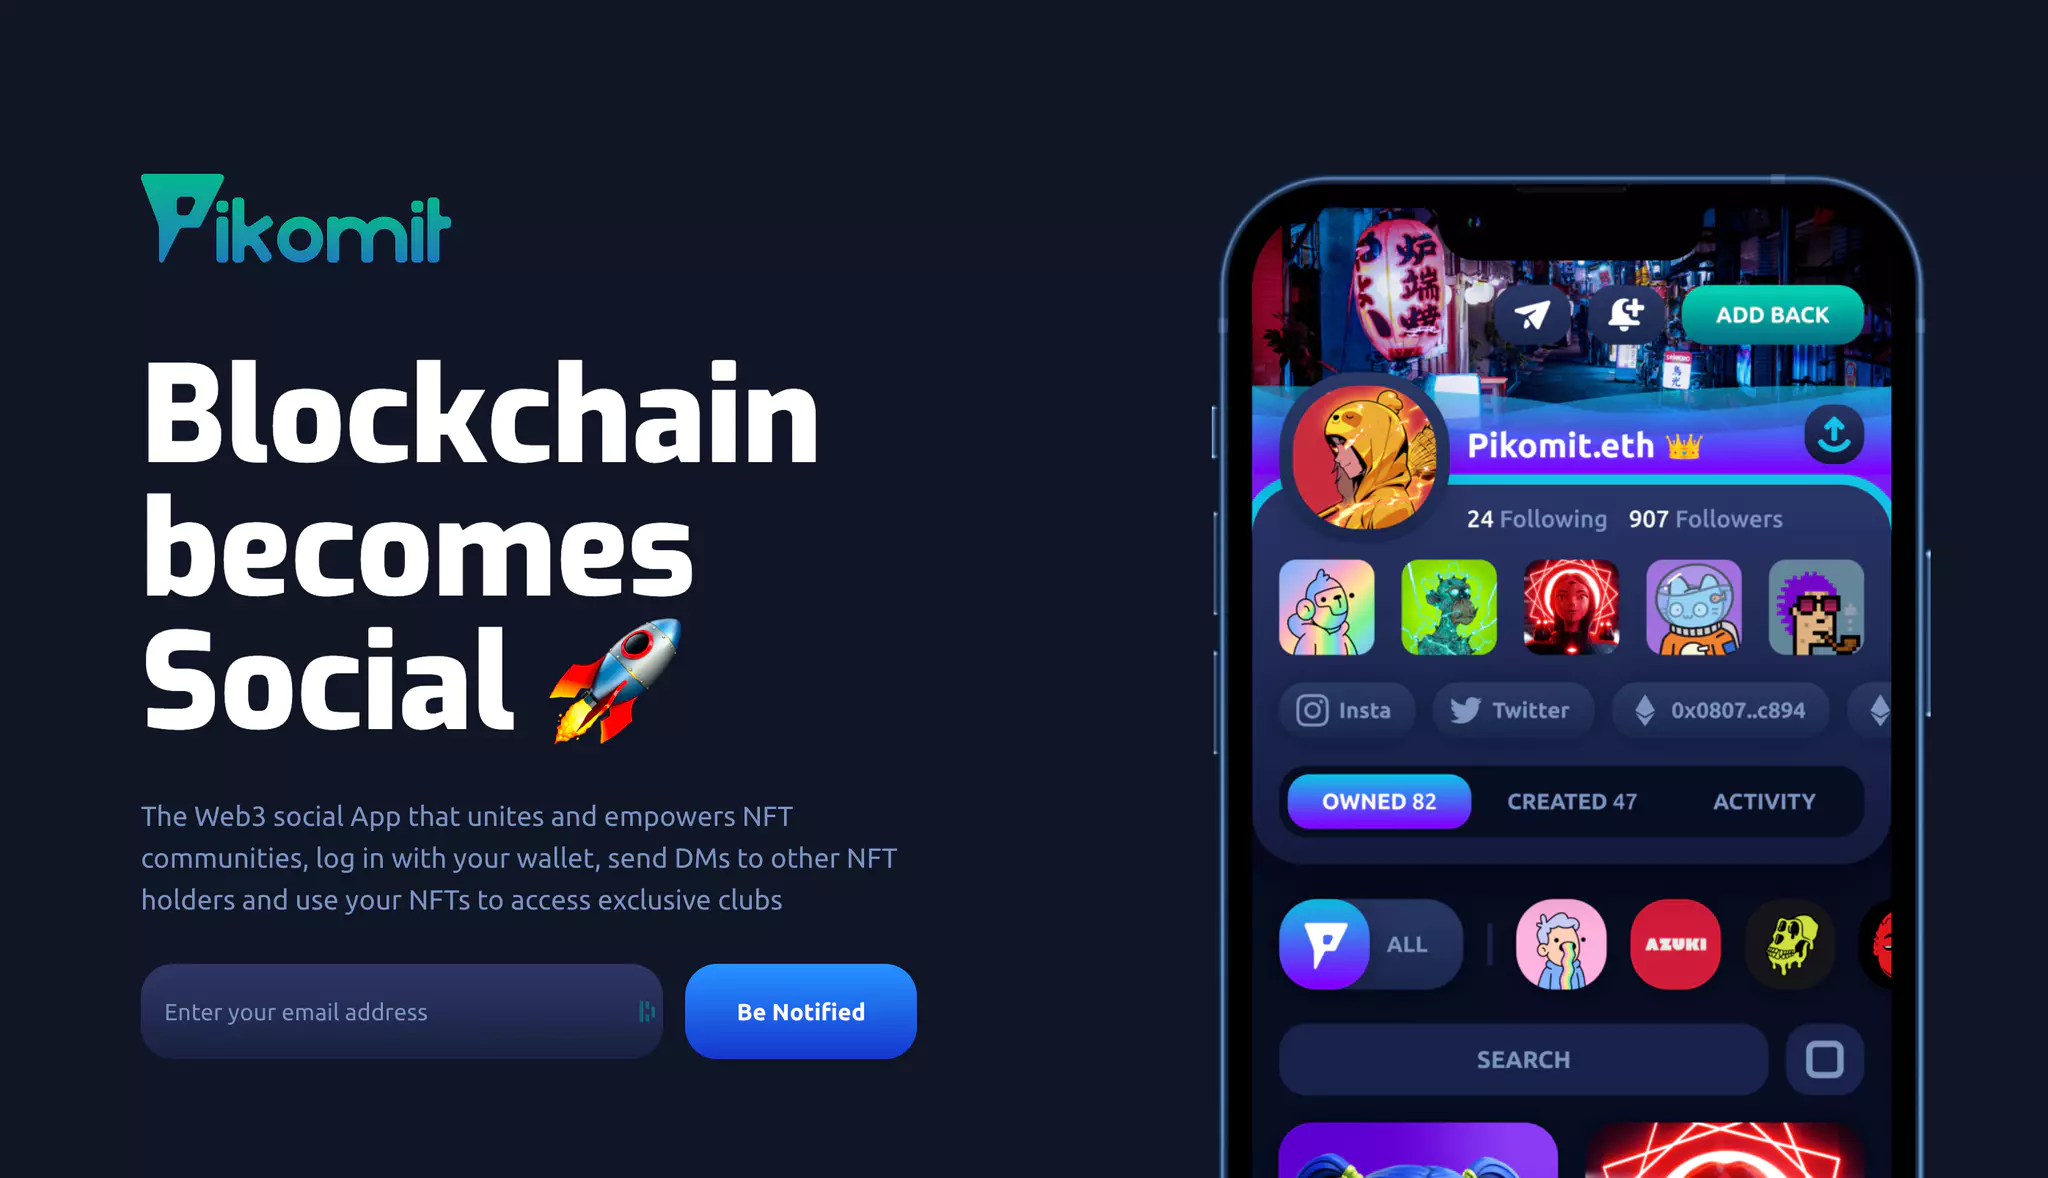 Pikomit
Blockchain
becomes
Social
The Web3 social App that unites and empowers NFT
communities, log in with your wallet, send DMs to other NFT
holders and use your NFTs to access exclusive clubs
Enter your email address
Be Notified
炉
端
焼
ADD BACK
Pikomit.eth
24 Following 907 Followers
Insta Twitter 0x0807..c894
OWNED 82 CREATED 47 ACTIVITY
ALL AZUKI
SEARCH